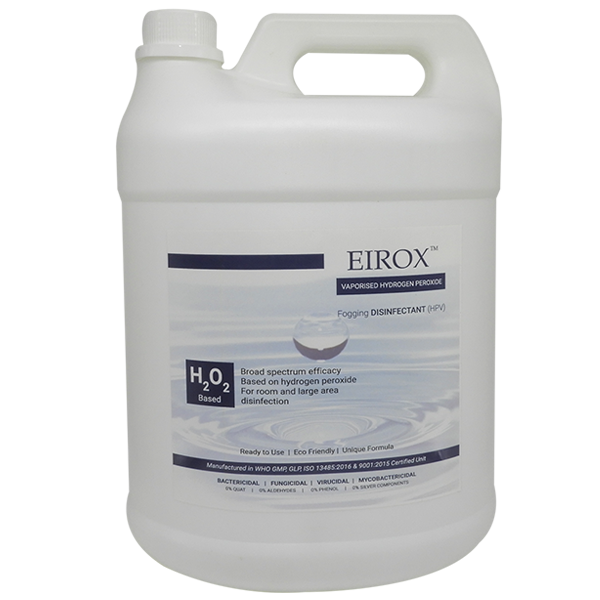 EIROX™
VAPORISED HYDROGEN PEROXIDE
Fogging DISINFECTANT (HPV)
H2O2
Based
Broad spectrum efficacy
Based on hydrogen peroxide
For room and large area
disinfection
Ready to Use | Eco Friendly | Unique Formula
Manufactured in WHO GMP, GLP, ISO 13485:2016 & 9001:2015 Certified Unit
BACTERICIDAL | FUNGICIDAL | VIRUCIDAL | MYCOBACTERICIDAL
0% QUAT | 0% ALDEHYDES | 0% PHENOL | 0% SILVER COMPONENTS